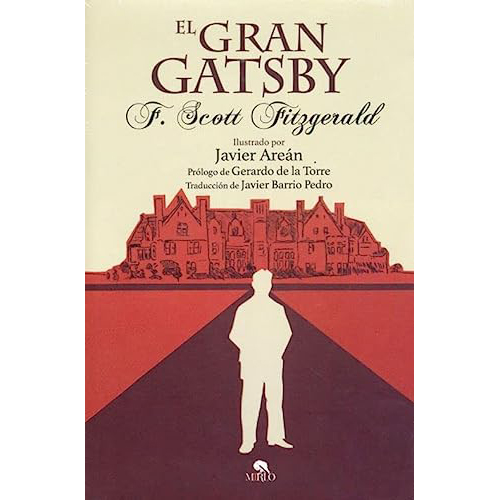 EL GRAN
GATSBY
F. Scott Fitzgerald
Ilustrado por
Javier Areán
Prólogo de Gerardo de la Torre
Traducción de Javier Barrio Pedro
MIRLO